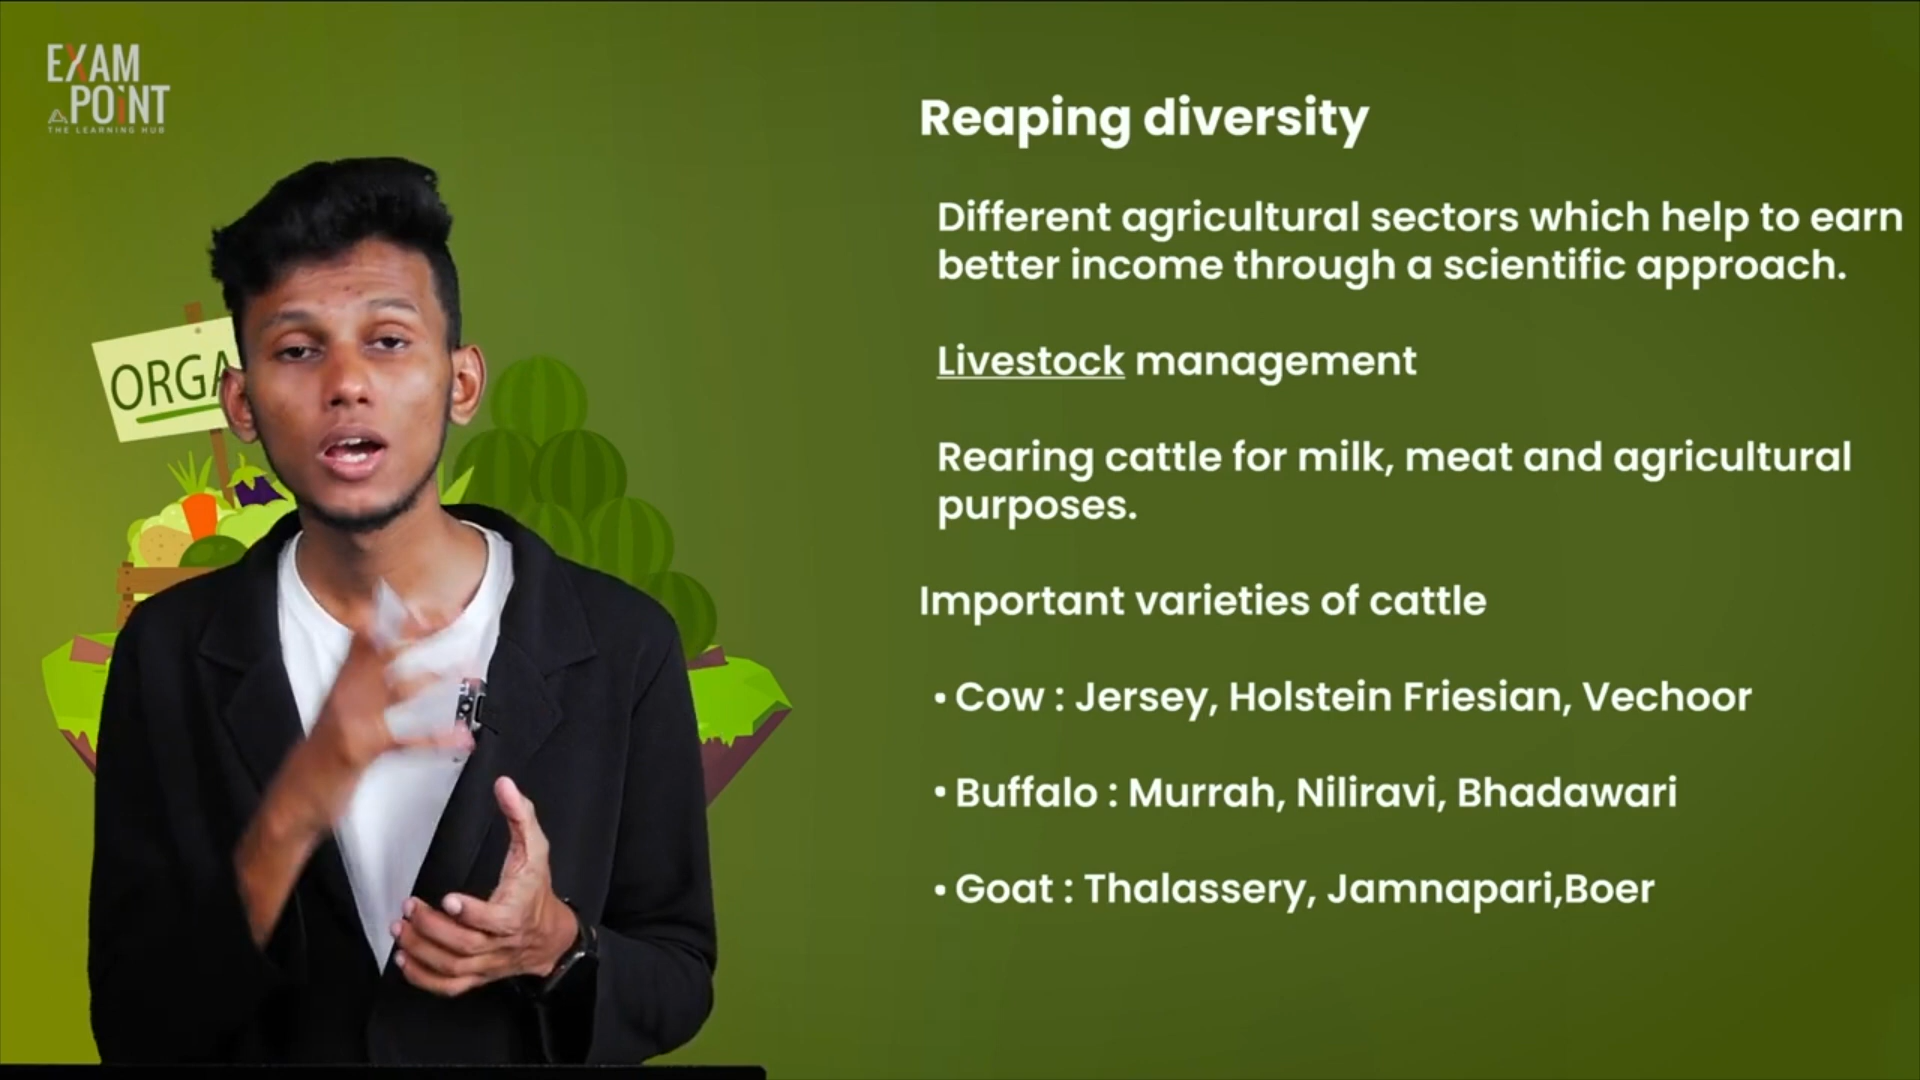 EXAM
POINT
THE LEARNING HUB
Reaping diversity
Different agricultural sectors which help to earn
better income through a scientific approach.
Livestock management
Rearing cattle for milk, meat and agricultural
purposes.
Important varieties of cattle
• Cow : Jersey, Holstein Friesian, Vechoor
• Buffalo : Murrah, Niliravi, Bhadawari
• Goat : Thalassery, Jamnapari,Boer
ORGA